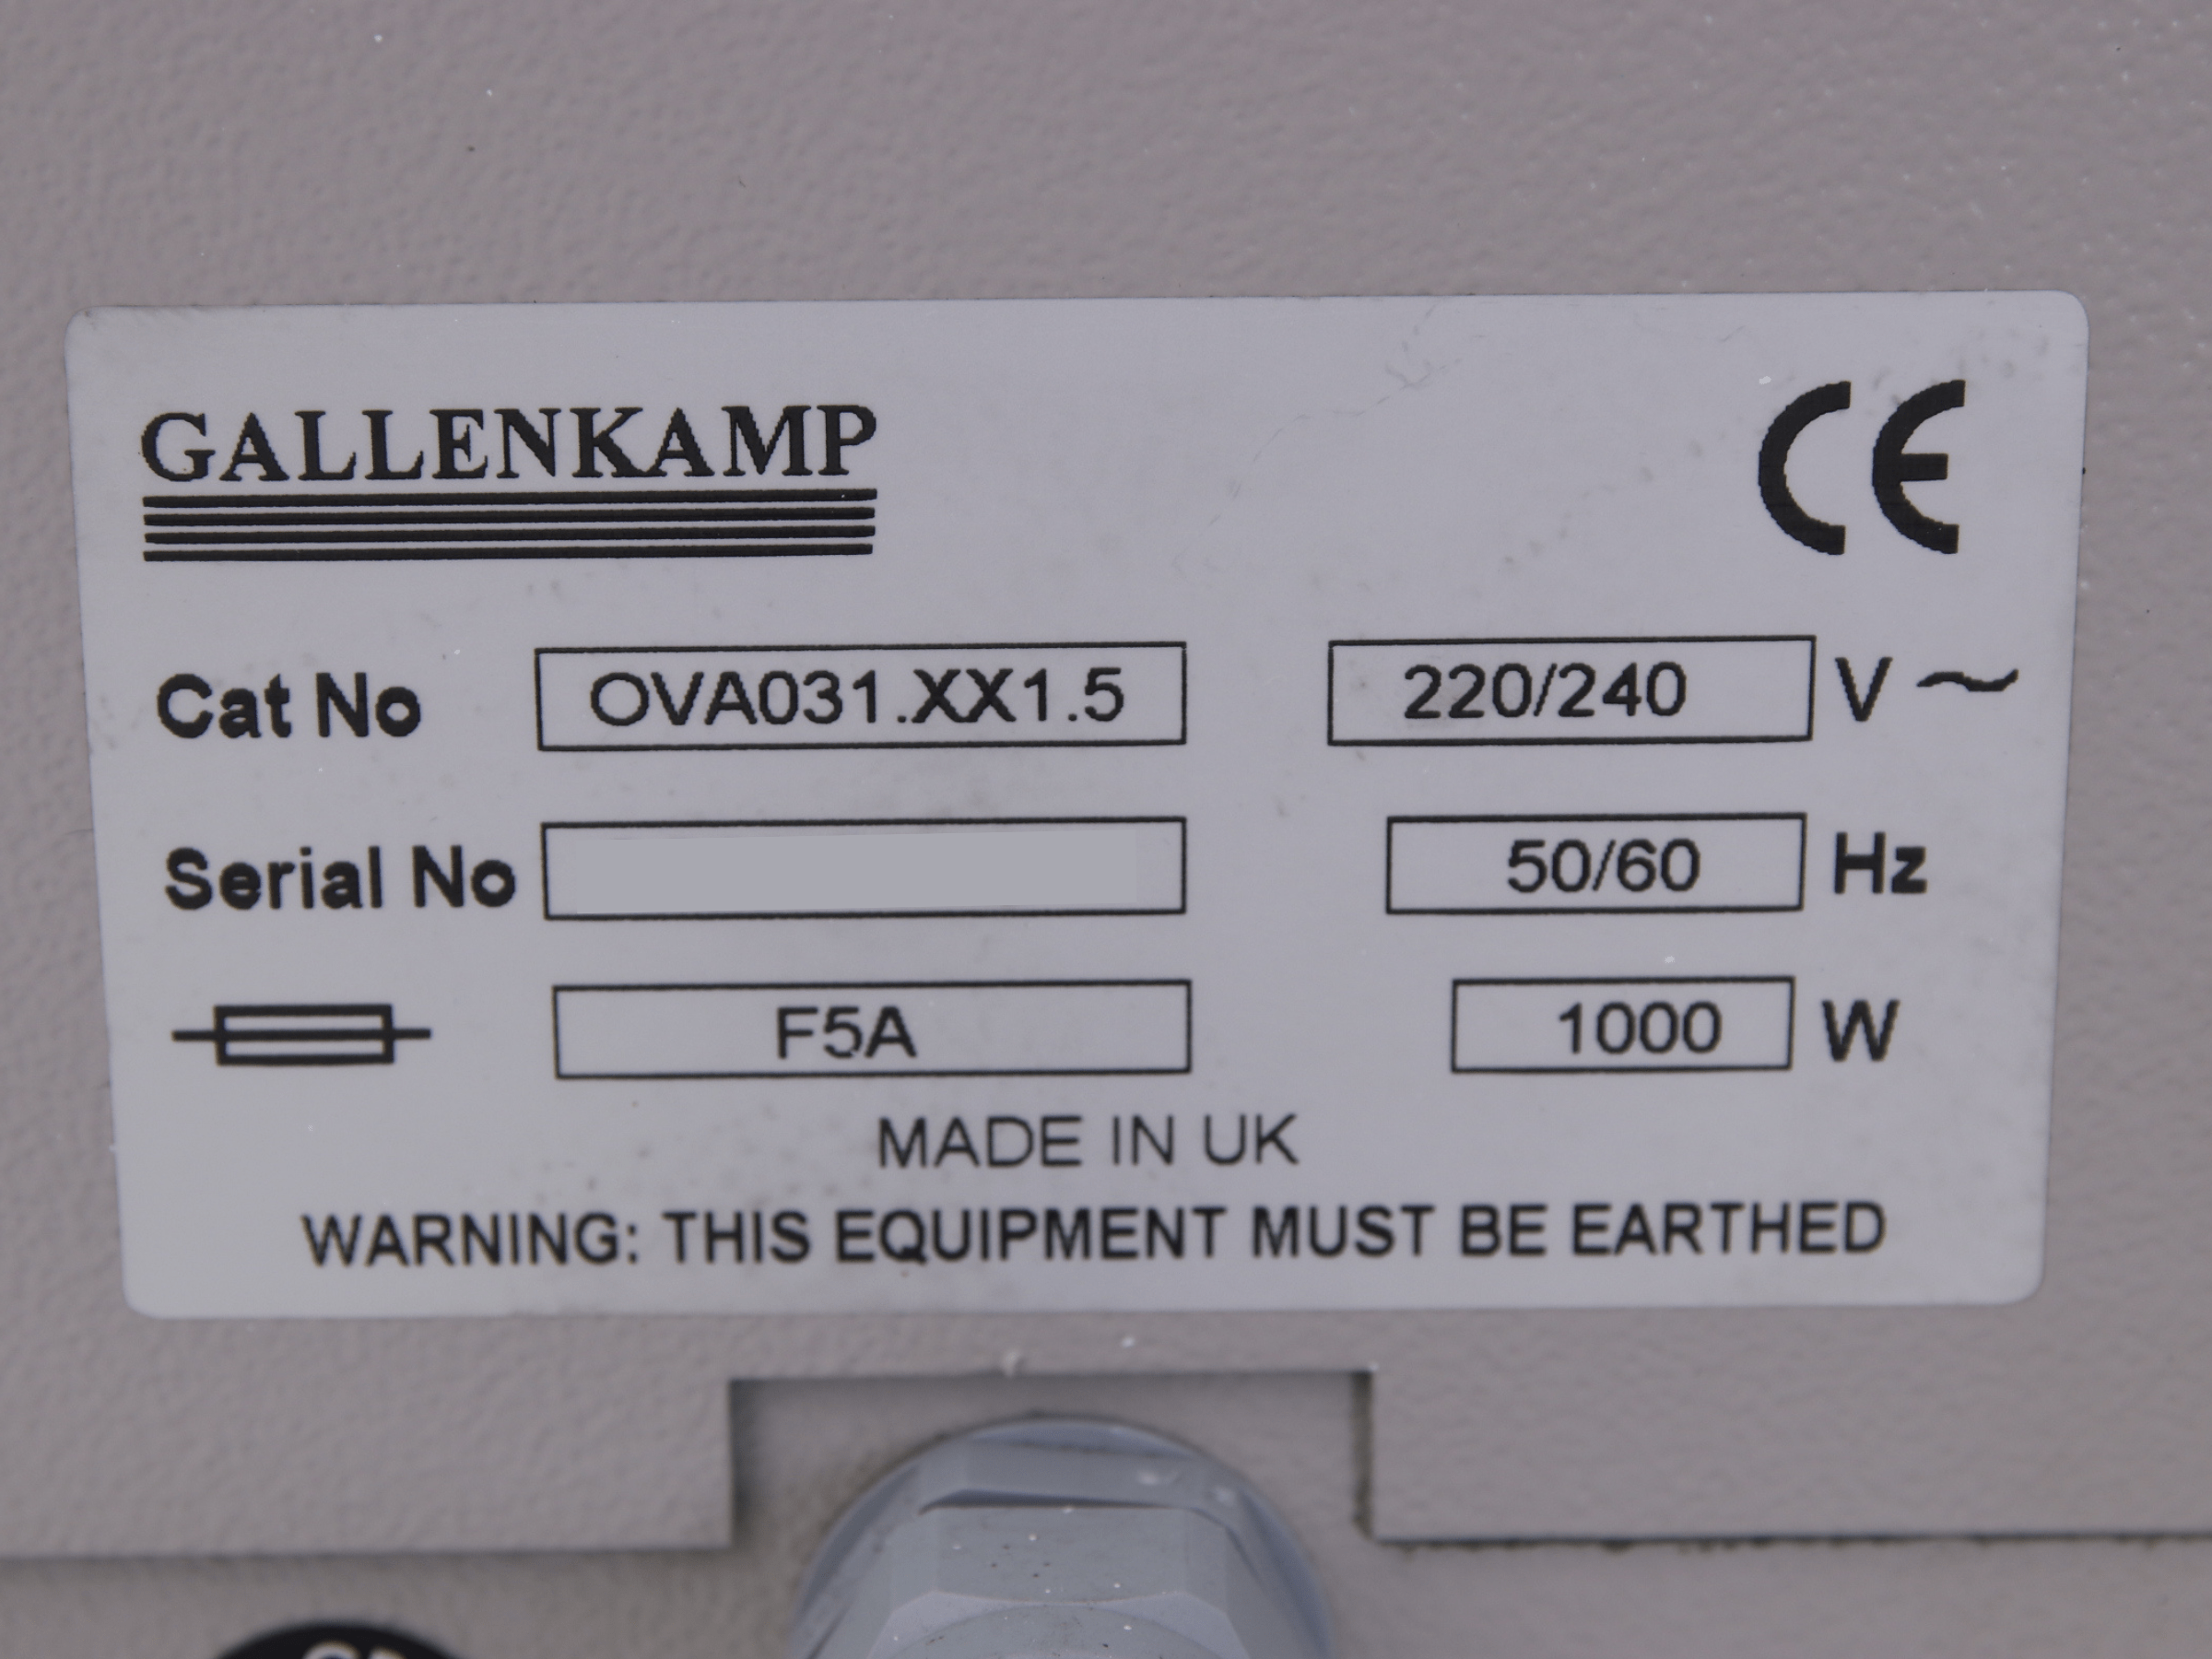 GALLENKAMP
CE
Cat No OVA031.XX1.5 220/240 V ~
Serial No 50/60 Hz
F5A 1000 W
MADE IN UK
WARNING: THIS EQUIPMENT MUST BE EARTHED